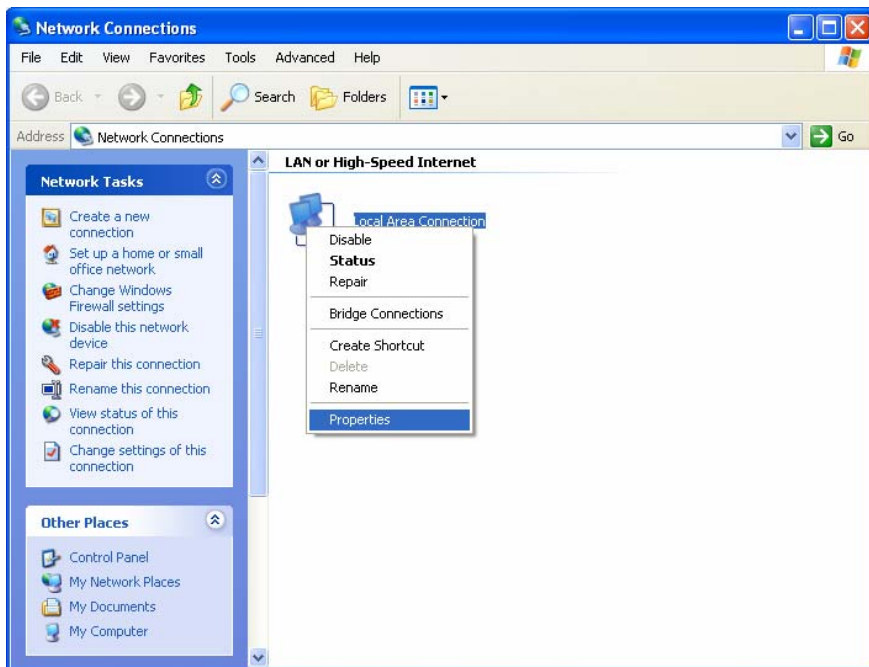 Network Connections
File Edit View Favorites Tools Advanced Help
Back Search Folders
Address Network Connections Go
Network Tasks
Create a new
connection
Set up a home or small
office network
Change Windows
Firewall settings
Disable this network
device
Repair this connection
Rename this connection
View status of this
connection
Change settings of this
connection
Other Places
Control Panel
My Network Places
My Documents
My Computer
LAN or High-Speed Internet
Local Area Connection
Disable
Status
Repair
Bridge Connections
Create Shortcut
Delete
Rename
Properties